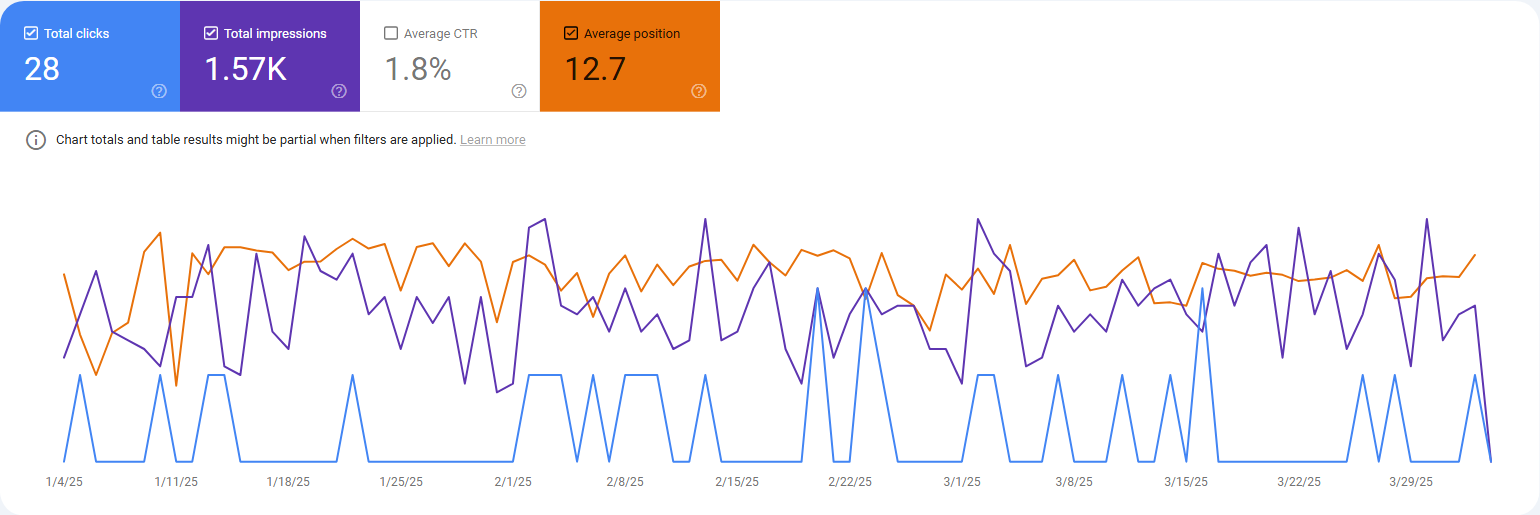 Total clicks
28
Total impressions
1.57K
Average CTR
1.8%
Average position
12.7
Chart totals and table results might be partial when filters are applied. Learn more
1/4/25 1/11/25 1/18/25 1/25/25 2/1/25 2/8/25 2/15/25 2/22/25 3/1/25 3/8/25 3/15/25 3/22/25 3/29/25